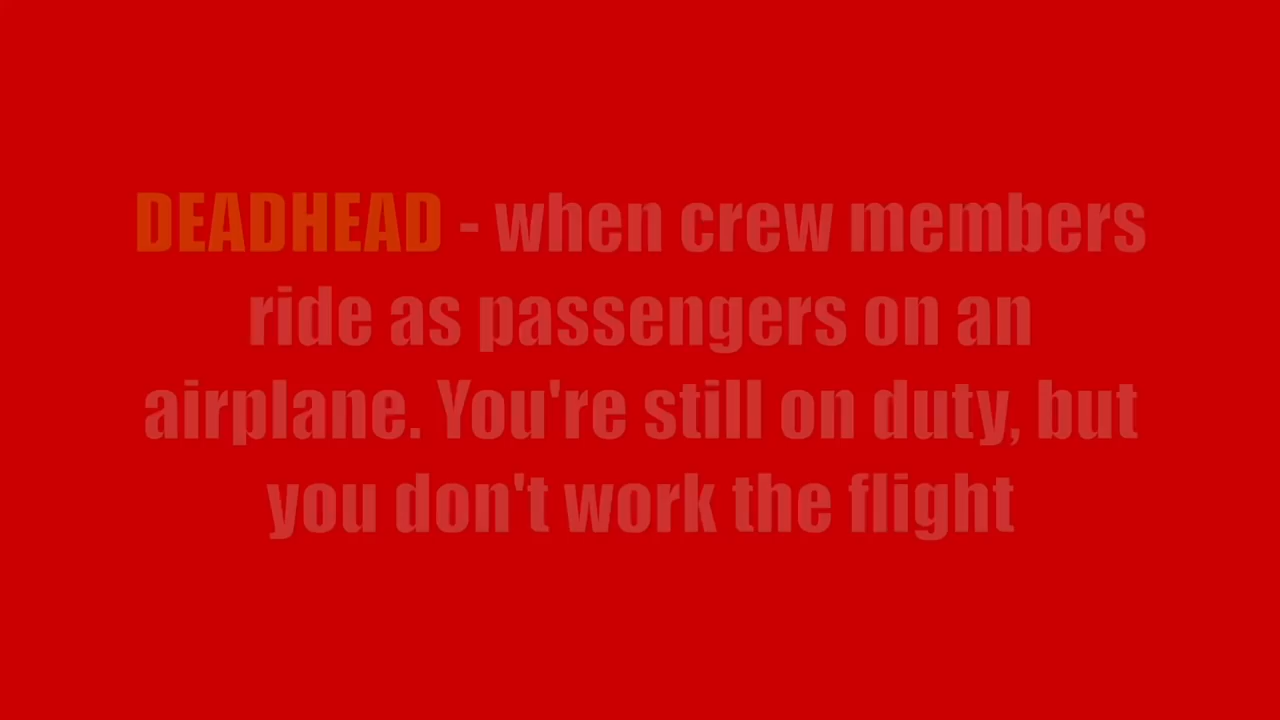 DEADHEAD - when crew members
ride as passengers on an
airplane. You're still on duty, but
you don't work the flight